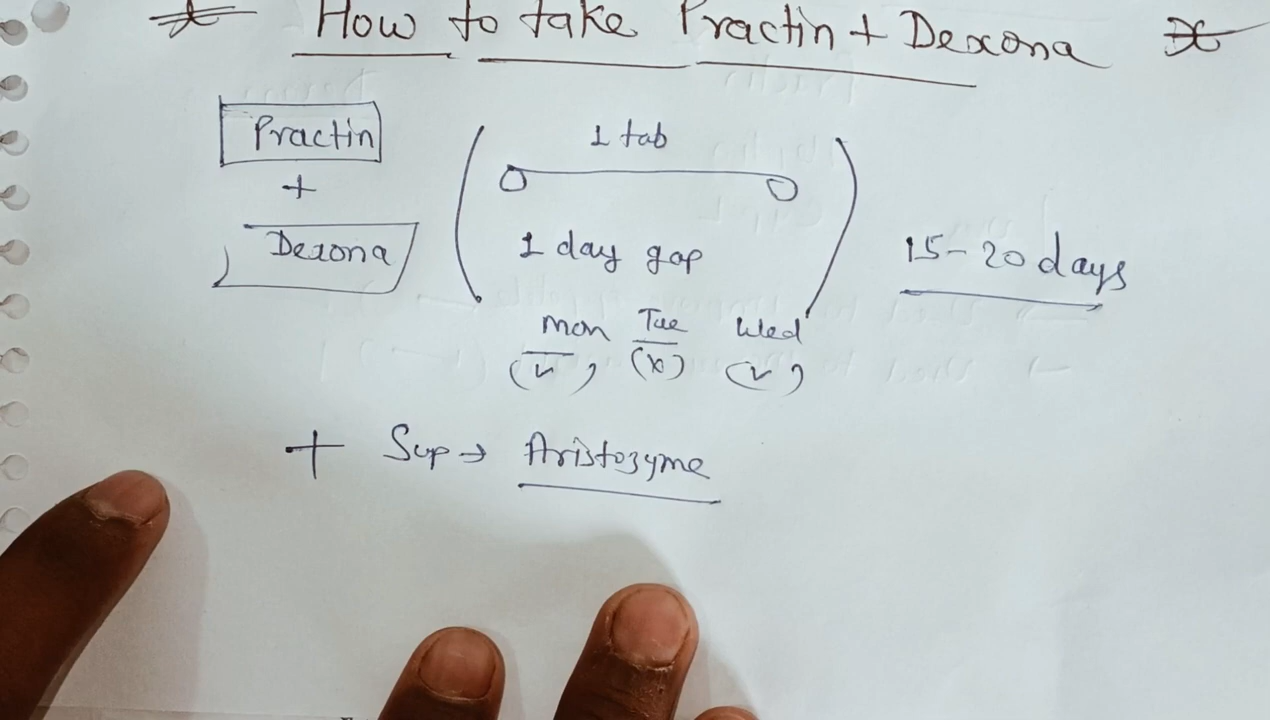 How to take Practin + Dexona
Practin
+
Dexona
1 tab
1 day gap
15-20 days
Mon Tue Wed
(✓) (x) (✓)
+ Syp → Aristozyme